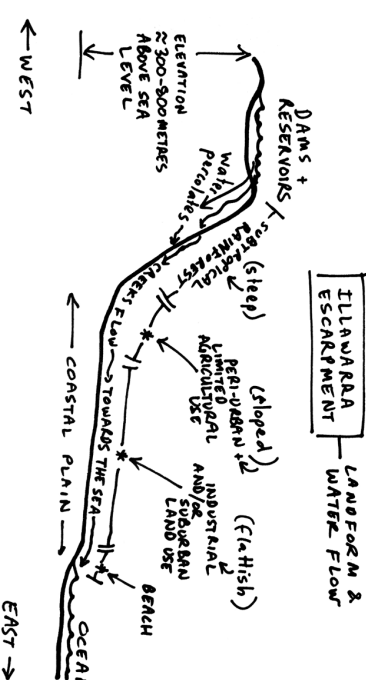 ILLAWARRA
ESCARPMENT
LANDFORM &
WATER FLOW
DAMS +
RESERVOIRS
SUBTROPICAL
RAINFOREST
(steep)
(sloped)
PERI-URBAN +
LIMITED
AGRICULTURAL
USE
(flattish)
INDUSTRIAL
AND/OR
SUBURBAN
LAND USE
BEACH
Water
percolates
CREEKS FLOW → TOWARDS THE SEA
ELEVATION
≈300-800 METRES
ABOVE SEA
LEVEL
← COASTAL PLAIN →
← WEST
EAST →